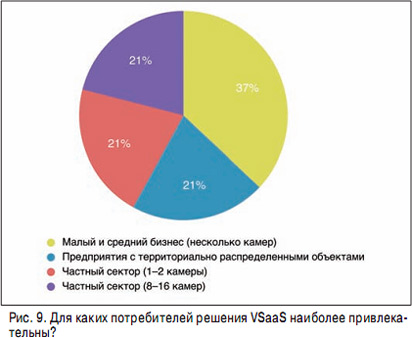 21%
37%
21%
21%
Малый и средний бизнес (несколько камер)
Предприятия с территориально распределенными объектами
Частный сектор (1–2 камеры)
Частный сектор (8–16 камер)
Рис. 9. Для каких потребителей решения VSaaS наиболее привлека-
тельны?